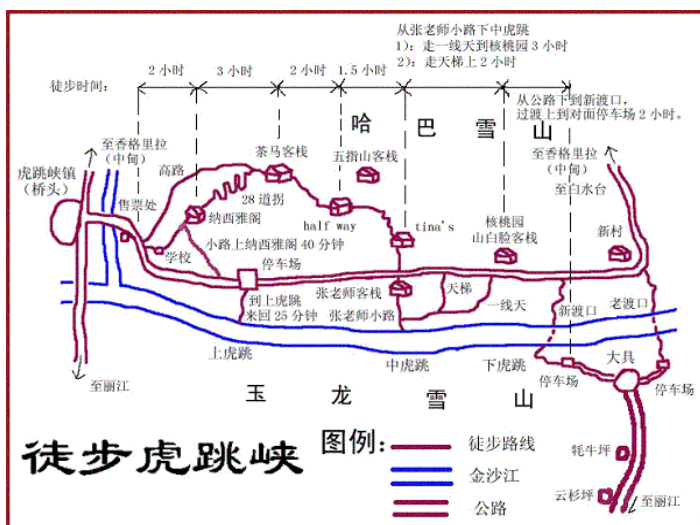 从张老师小路下中虎跳
1）：走一线天到核桃园3小时
2）：走天梯上2小时
徒步时间：
2小时
3小时
2小时
1.5小时
从公路下到新渡口，
过渡上到对面停车场2小时。
哈巴雪山
至香格里拉
（中甸）
虎跳峡镇
（桥头）
售票处
高路
茶马客栈
五指山客栈
至香格里拉
（中甸）
至白水台
28道拐
纳西雅阁
half way
tina's
核桃园
山白脸客栈
新村
小路上纳西雅阁40分钟
学校
停车场
到上虎跳
来回25分钟
张老师客栈
张老师小路
天梯
一线天
新渡口
老渡口
上虎跳
中虎跳
下虎跳
大具
停车场
停车场
至丽江
玉龙雪山
徒步虎跳峡
图例：
徒步路线
金沙江
公路
牦牛坪
云杉坪
至丽江